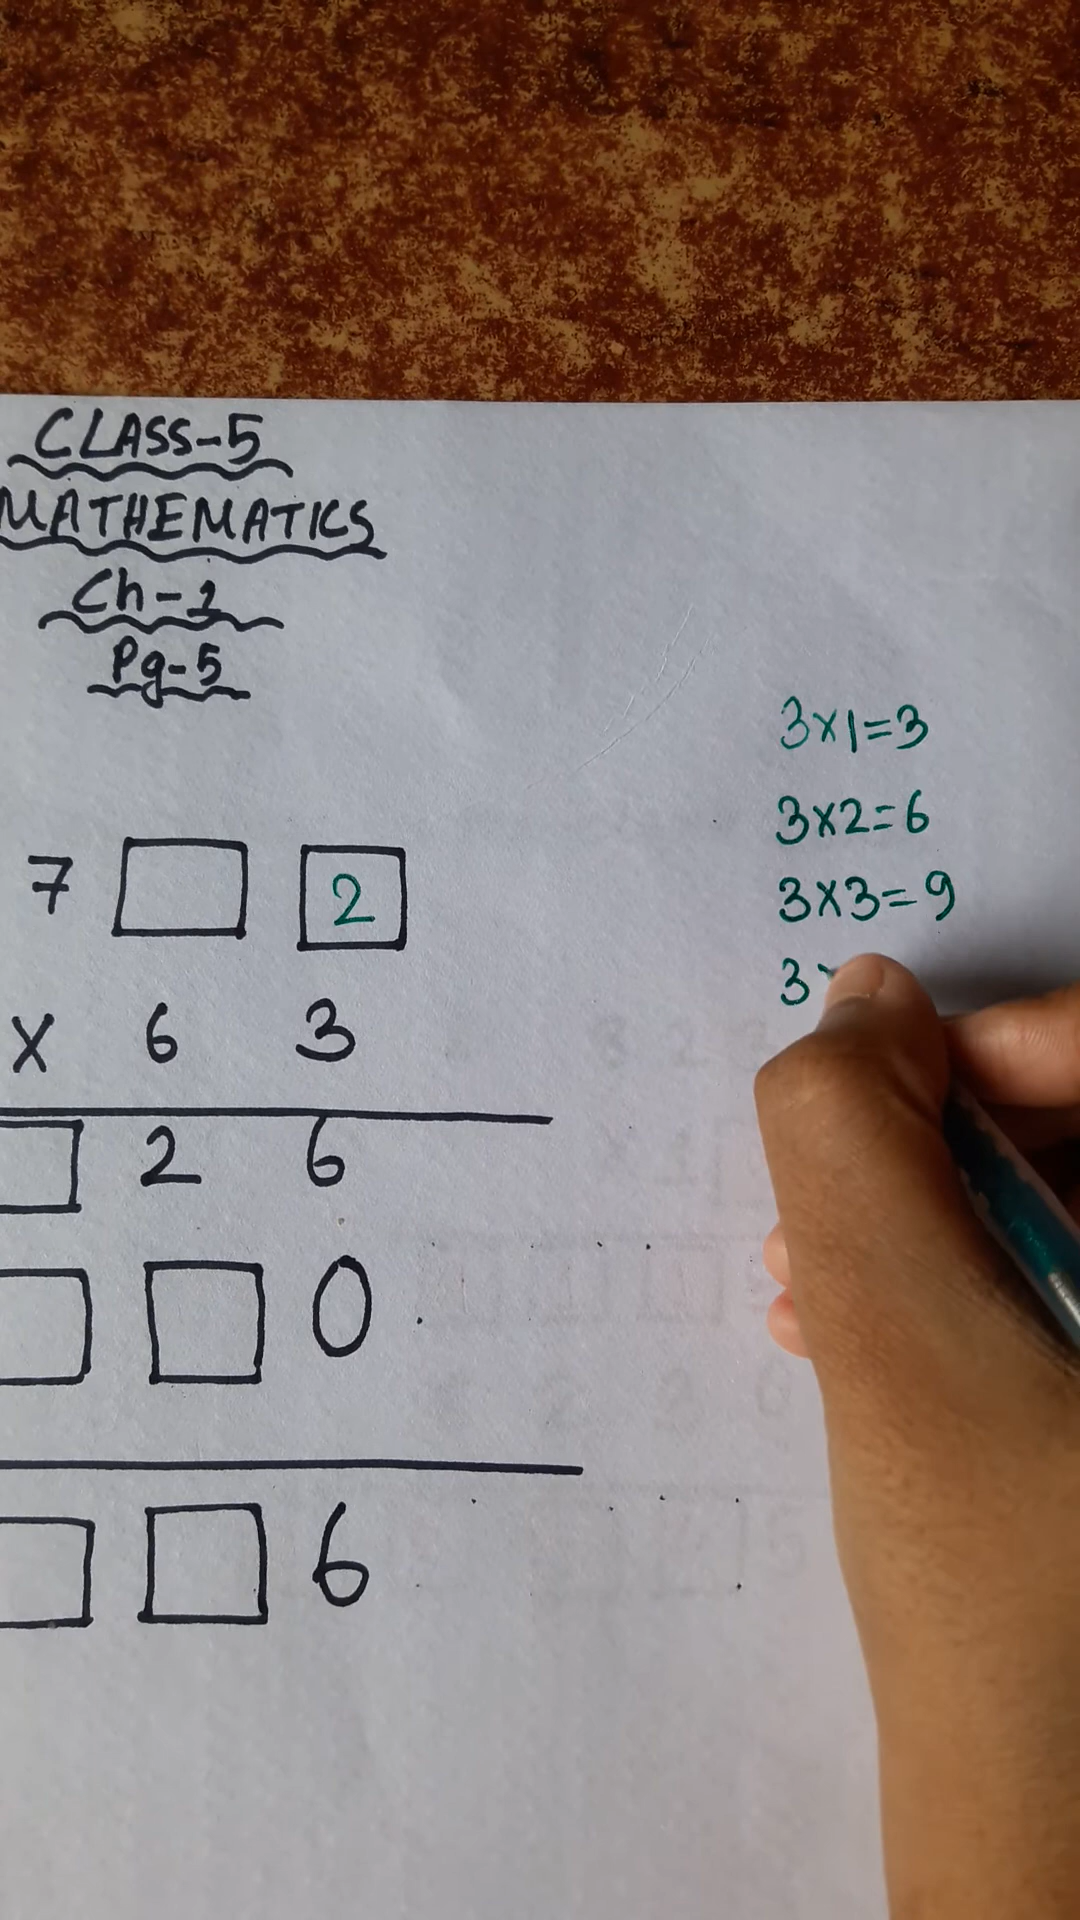 CLASS-5
MATHEMATICS
Ch-1
Pg-5
3×1=3
3×2=6
3×3=9
3×
7 2
× 6 3
2 6
0
6